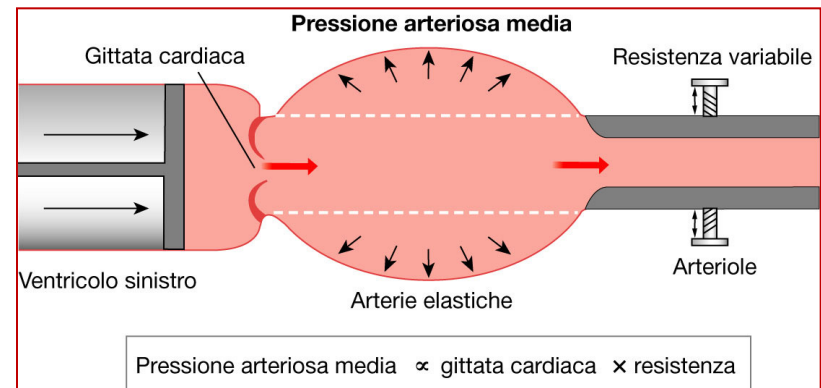 Pressione arteriosa media
Gittata cardiaca
Resistenza variabile
Ventricolo sinistro
Arterie elastiche
Arteriole
Pressione arteriosa media ∝ gittata cardiaca × resistenza